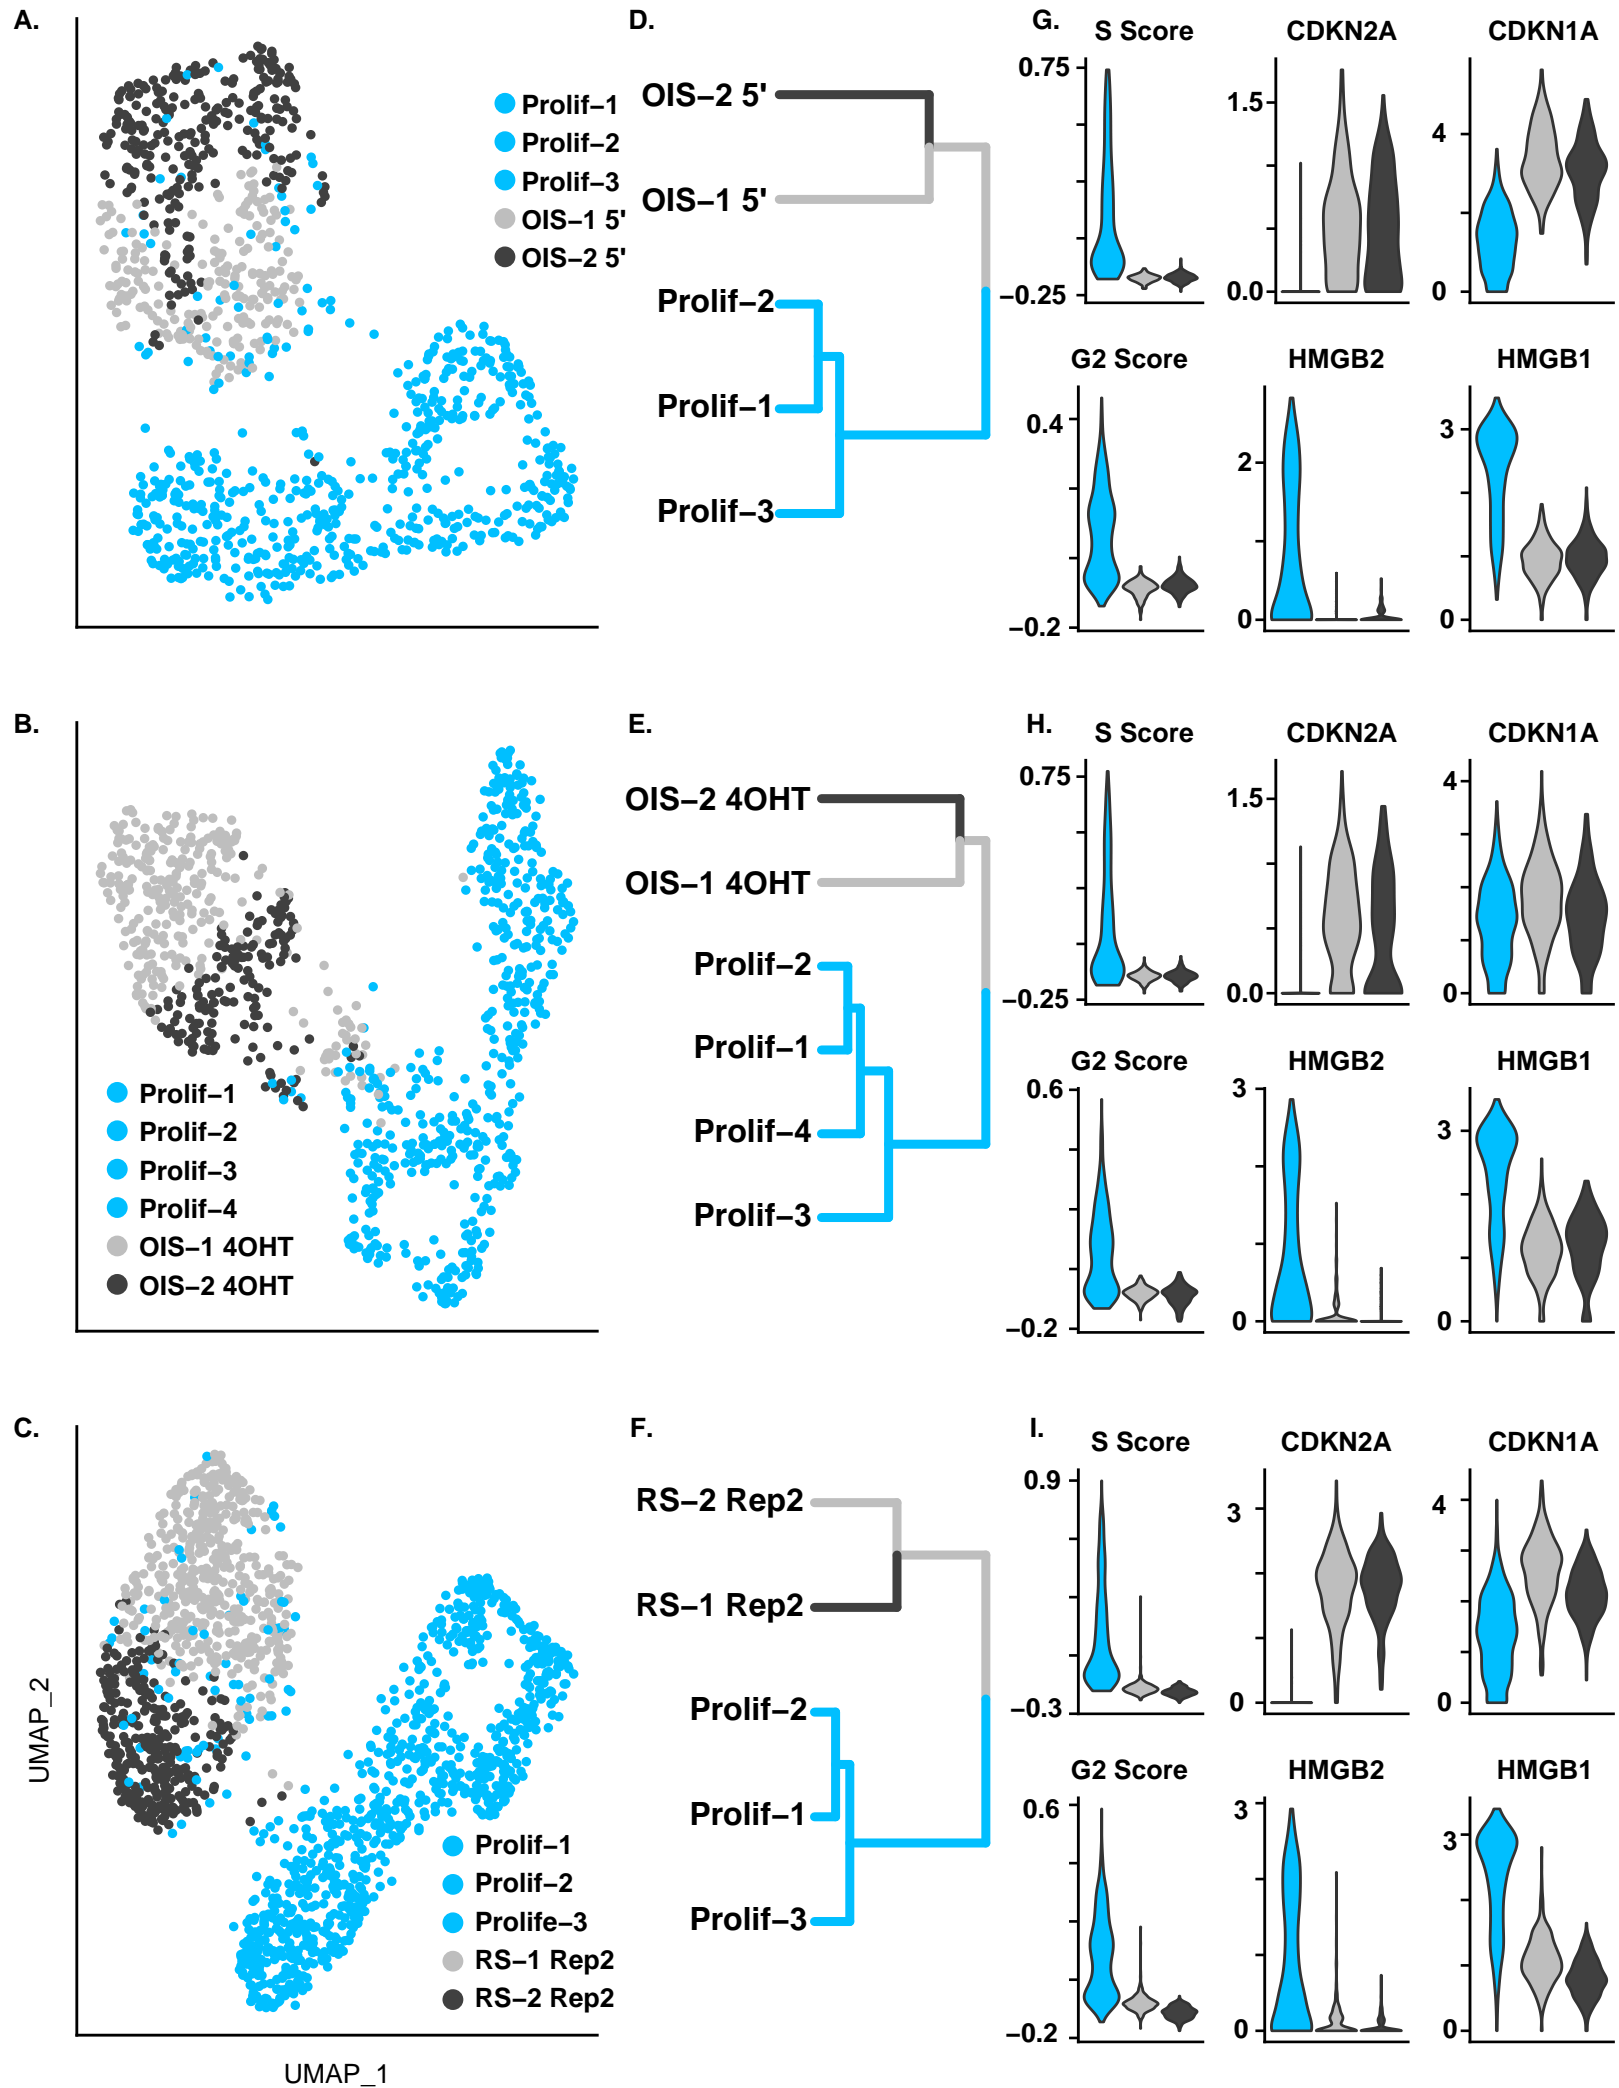 A.
Prolif–1
Prolif–2
Prolif–3
OIS–1 5'
OIS–2 5'
D.
OIS–2 5'
OIS–1 5'
Prolif–2
Prolif–1
Prolif–3
G.
S Score
0.75
–0.25
CDKN2A
1.5
0.0
CDKN1A
4
0
G2 Score
0.4
–0.2
HMGB2
2
0
HMGB1
3
0
B.
Prolif–1
Prolif–2
Prolif–3
Prolif–4
OIS–1 4OHT
OIS–2 4OHT
E.
OIS–2 4OHT
OIS–1 4OHT
Prolif–2
Prolif–1
Prolif–4
Prolif–3
H.
S Score
0.75
–0.25
CDKN2A
1.5
0.0
CDKN1A
4
0
G2 Score
0.6
–0.2
HMGB2
3
0
HMGB1
3
0
C.
Prolif–1
Prolif–2
Prolife–3
RS–1 Rep2
RS–2 Rep2
UMAP_2
UMAP_1
F.
RS–2 Rep2
RS–1 Rep2
Prolif–2
Prolif–1
Prolif–3
I.
S Score
0.9
–0.3
CDKN2A
3
0
CDKN1A
4
0
G2 Score
0.6
–0.2
HMGB2
3
0
HMGB1
3
0